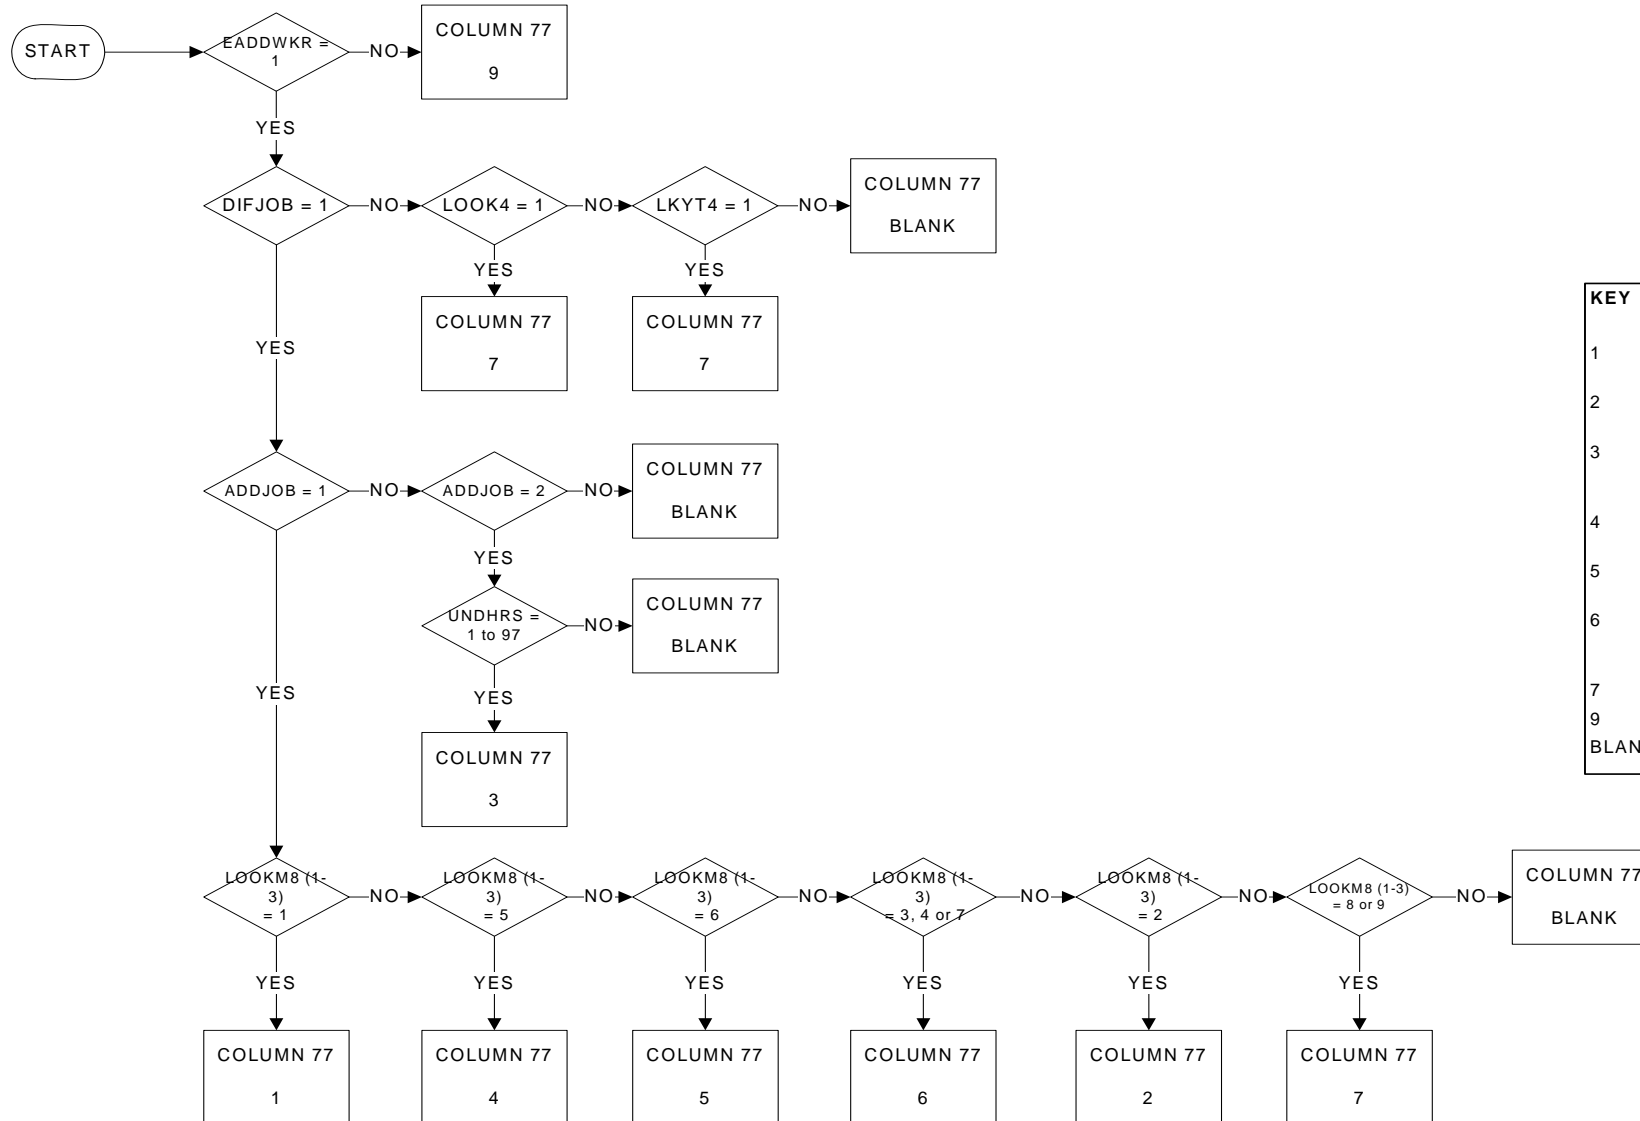 START
EADDWKR =
1
NO
COLUMN 77
9
YES
DIFJOB = 1
NO
LOOK4 = 1
NO
LKYT4 = 1
NO
COLUMN 77
BLANK
YES
YES
COLUMN 77
7
COLUMN 77
7
YES
ADDJOB = 1
NO
ADDJOB = 2
NO
COLUMN 77
BLANK
YES
UNDHRS =
1 to 97
NO
COLUMN 77
BLANK
YES
COLUMN 77
3
YES
LOOKM8 (1-
3)
= 1
NO
LOOKM8 (1-
3)
= 5
NO
LOOKM8 (1-
3)
= 6
NO
LOOKM8 (1-
3)
= 3, 4 or 7
NO
LOOKM8 (1-
3)
= 2
NO
LOOKM8 (1-3)
= 8 or 9
NO
COLUMN 77
BLANK
YES
YES
YES
YES
YES
YES
COLUMN 77
1
COLUMN 77
4
COLUMN 77
5
COLUMN 77
6
COLUMN 77
2
COLUMN 77
7
KEY
1
2
3
4
5
6
7
9
BLAN